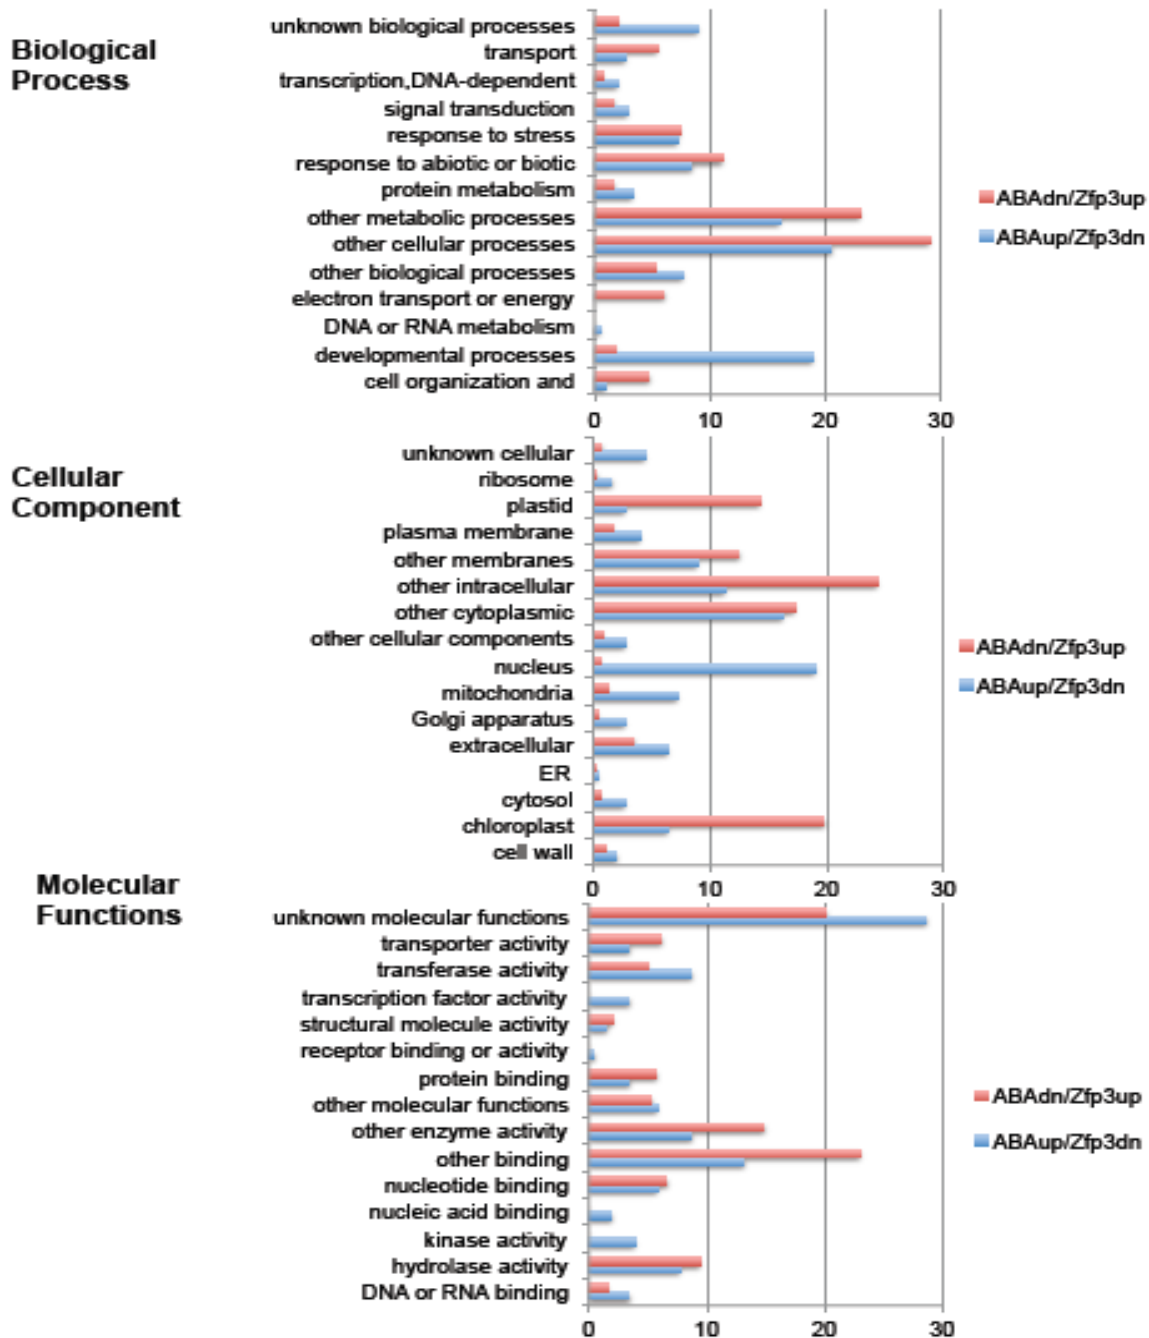 Biological
Process
unknown biological processes
transport
transcription,DNA-dependent
signal transduction
response to stress
response to abiotic or biotic
protein metabolism
other metabolic processes
other cellular processes
other biological processes
electron transport or energy
DNA or RNA metabolism
developmental processes
cell organization and
0 10 20 30
ABAdn/Zfp3up
ABAup/Zfp3dn
Cellular
Component
unknown cellular
ribosome
plastid
plasma membrane
other membranes
other intracellular
other cytoplasmic
other cellular components
nucleus
mitochondria
Golgi apparatus
extracellular
ER
cytosol
chloroplast
cell wall
0 10 20 30
ABAdn/Zfp3up
ABAup/Zfp3dn
Molecular
Functions
unknown molecular functions
transporter activity
transferase activity
transcription factor activity
structural molecule activity
receptor binding or activity
protein binding
other molecular functions
other enzyme activity
other binding
nucleotide binding
nucleic acid binding
kinase activity
hydrolase activity
DNA or RNA binding
0 10 20 30
ABAdn/Zfp3up
ABAup/Zfp3dn